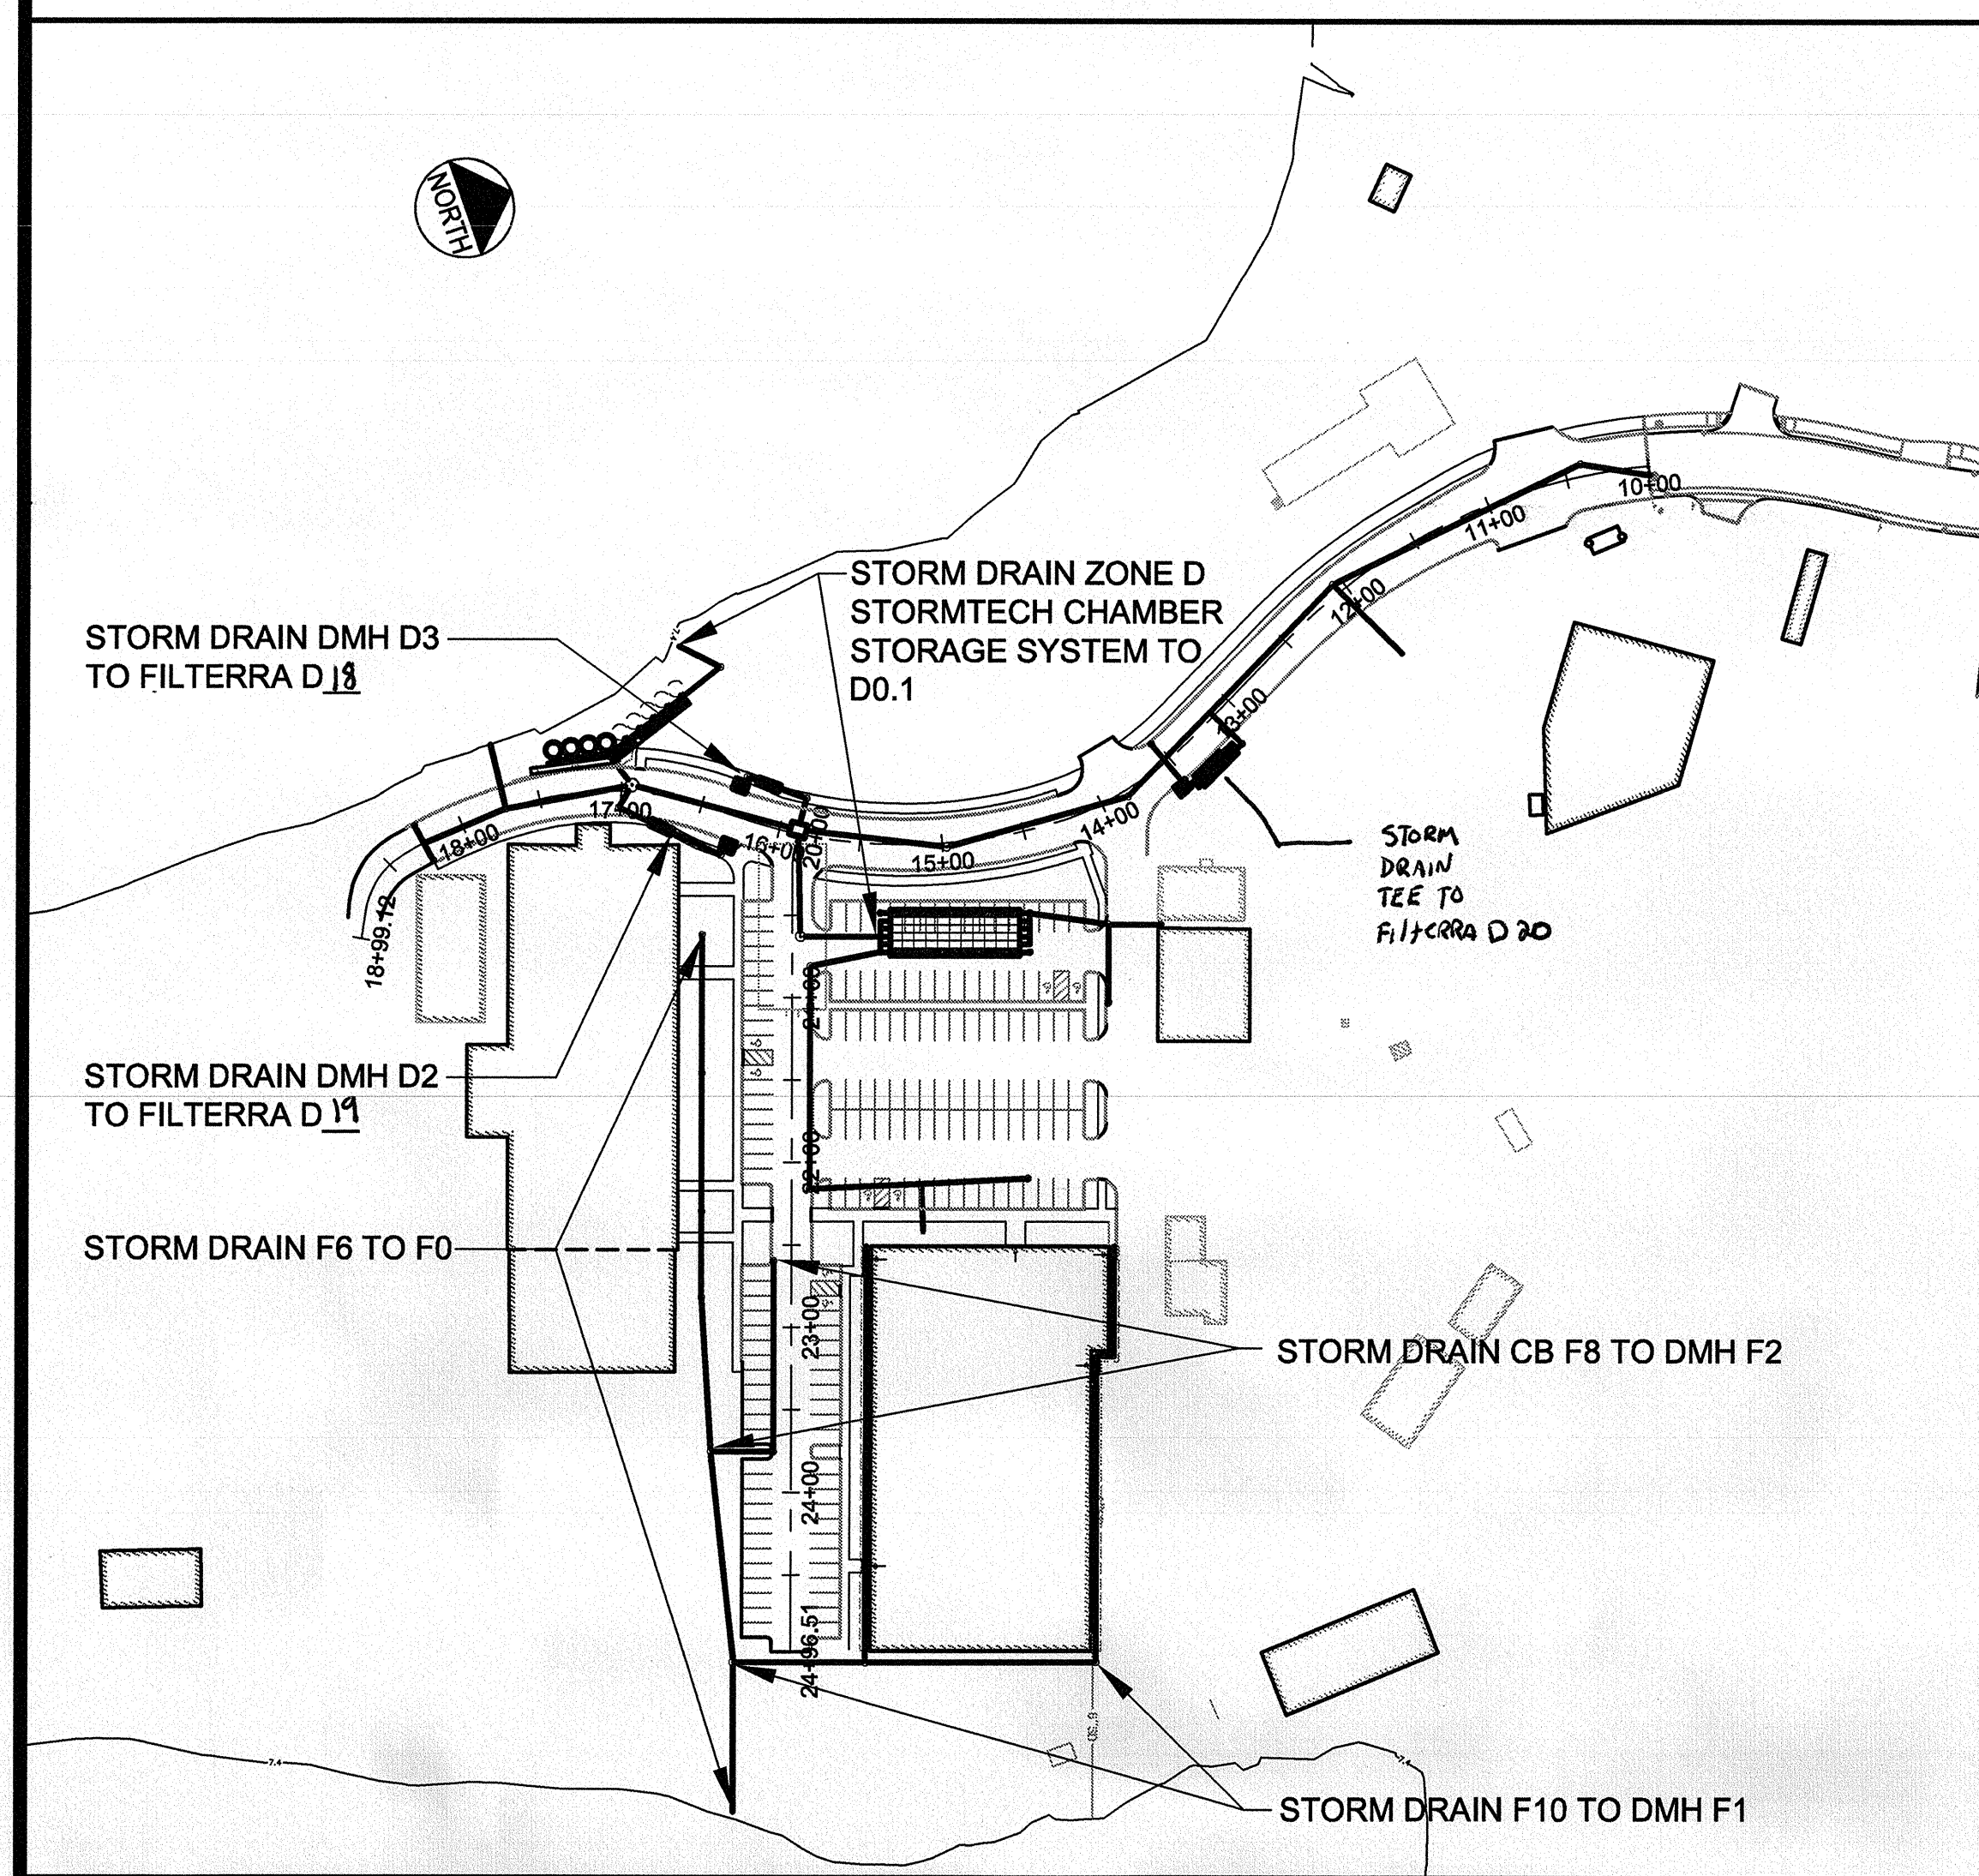 NORTH
10+00
11+00
STORM DRAIN ZONE D
STORMTECH CHAMBER
STORAGE SYSTEM TO
D0.1
12+00
STORM DRAIN DMH D3
TO FILTERRA D 18
13+00
17+00
14+00
20+00
16+00
18+00
15+00
STORM
DRAIN
TEE TO
FilTERRA D 20
18+99.12
21+00
STORM DRAIN DMH D2
TO FILTERRA D 19
22+00
STORM DRAIN F6 TO F0
23+00
STORM DRAIN CB F8 TO DMH F2
24+00
24+96.51
7.4
7.4
STORM DRAIN F10 TO DMH F1